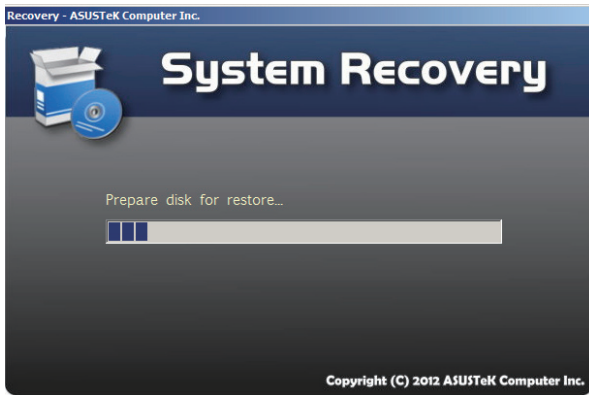 Recovery - ASUSTeK Computer Inc.
System Recovery
Prepare disk for restore...
Copyright (C) 2012 ASUSTeK Computer Inc.